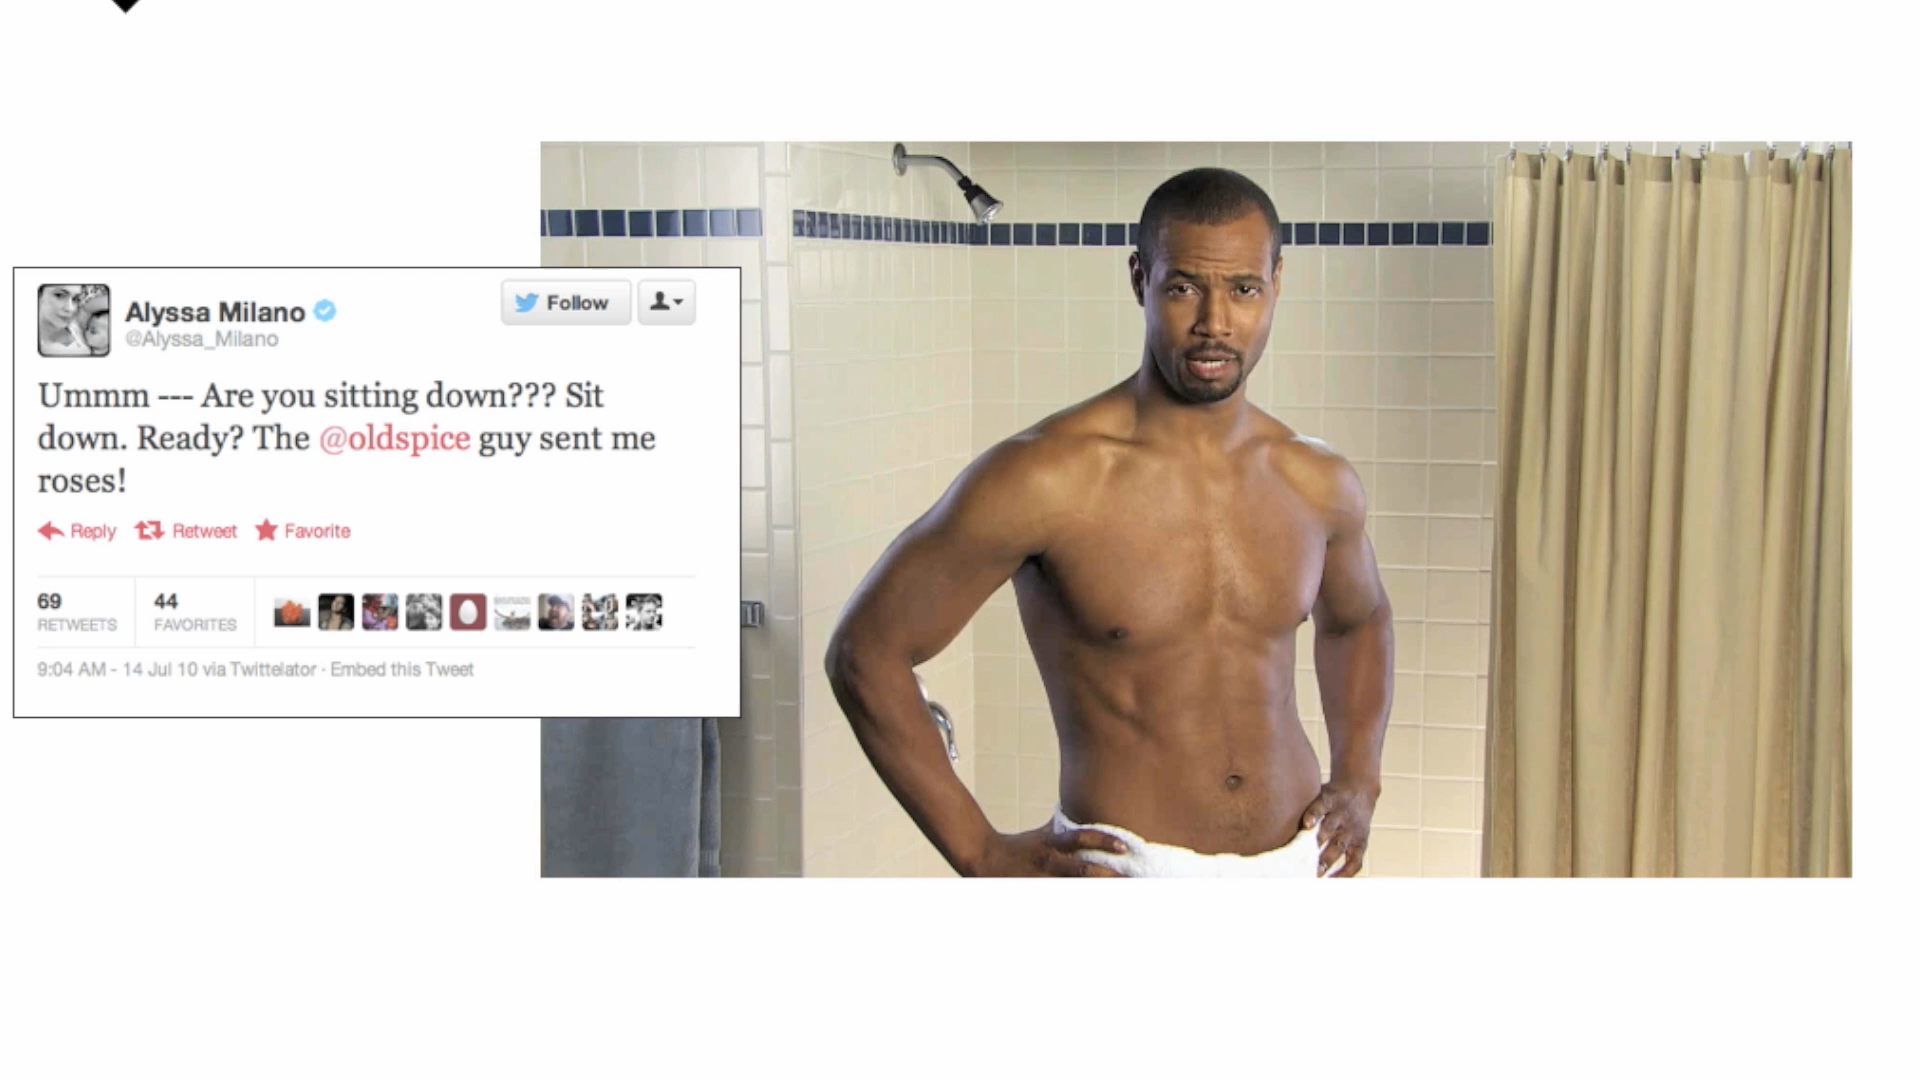 Alyssa Milano
@Alyssa_Milano
Follow
Ummm --- Are you sitting down??? Sit
down. Ready? The @oldspice guy sent me
roses!
Reply Retweet Favorite
69 RETWEETS
44 FAVORITES
9:04 AM - 14 Jul 10 via Twittelator · Embed this Tweet